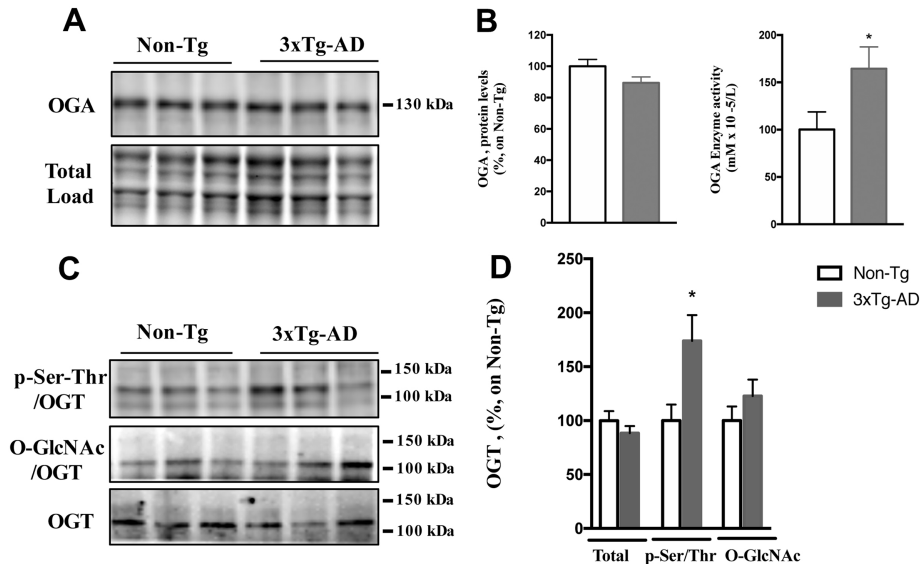 A
Non-Tg 3xTg-AD
OGA
130 kDa
Total
Load
B
OGA , protein levels
(%, on Non-Tg)
120
100
80
60
40
20
0
OGA Enzyme activity
(mM x 10 -5/L)
200
150
100
50
0
*
C
Non-Tg 3xTg-AD
p-Ser-Thr
/OGT
150 kDa
100 kDa
O-GlcNAc
/OGT
150 kDa
100 kDa
OGT
150 kDa
100 kDa
D
Non-Tg
3xTg-AD
OGT , (%, on Non-Tg)
250
200
150
100
50
0
*
Total p-Ser/Thr O-GlcNAc